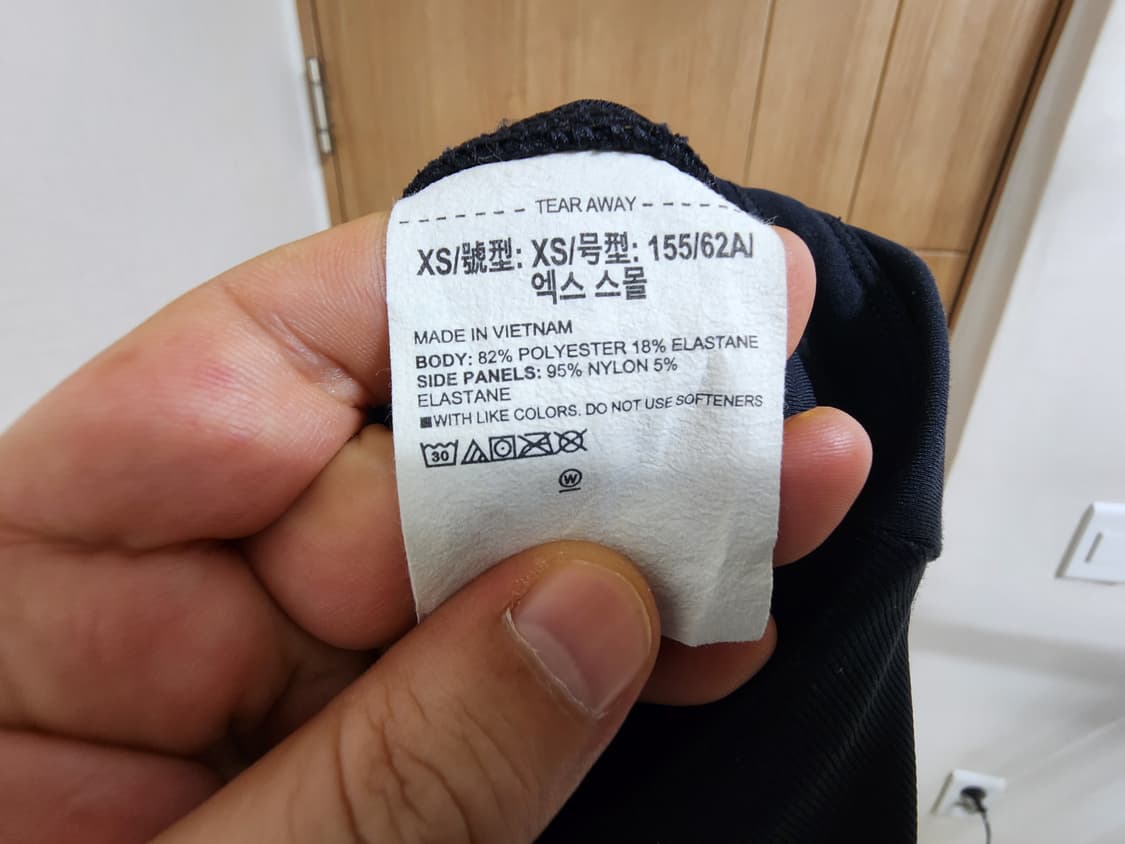 TEAR AWAY
XS/號型: XS/号型: 155/62A/
엑스 스몰
MADE IN VIETNAM
BODY: 82% POLYESTER 18% ELASTANE
SIDE PANELS: 95% NYLON 5%
ELASTANE
■WITH LIKE COLORS. DO NOT USE SOFTENERS
30
W